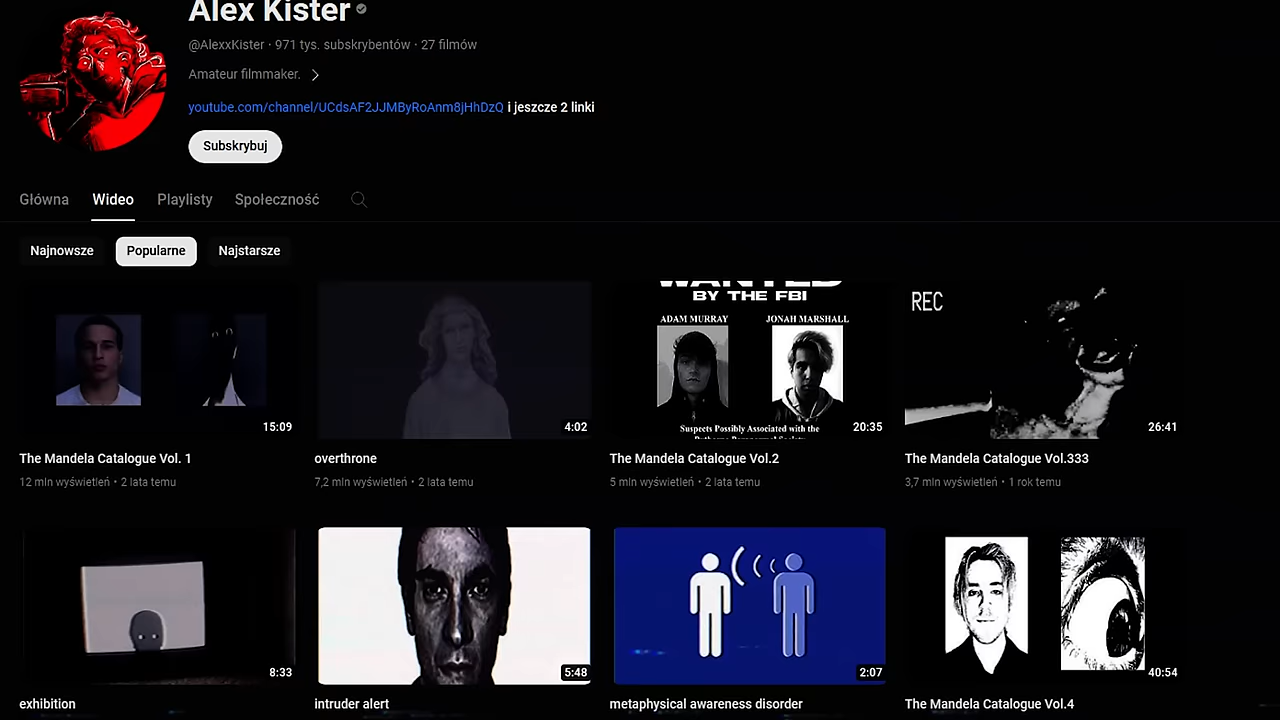 Alex Kister
@AlexxKister · 971 tys. subskrybentów · 27 filmów
Amateur filmmaker.
youtube.com/channel/UCdsAF2JJMByRoAnm8jHhDzQ i jeszcze 2 linki
Subskrybuj
Główna Wideo Playlisty Społeczność
Najnowsze Popularne Najstarsze
WANTED
BY THE FBI
ADAM MURRAY JONAH MARSHALL
Suspects Possibly Associated with the
REC
15:09 4:02 20:35 26:41
The Mandela Catalogue Vol. 1 overthrone The Mandela Catalogue Vol.2 The Mandela Catalogue Vol.333
12 mln wyświetleń · 2 lata temu 7,2 mln wyświetleń · 2 lata temu 5 mln wyświetleń · 2 lata temu 3,7 mln wyświetleń · 1 rok temu
8:33 5:48 2:07 40:54
exhibition intruder alert metaphysical awareness disorder The Mandela Catalogue Vol.4